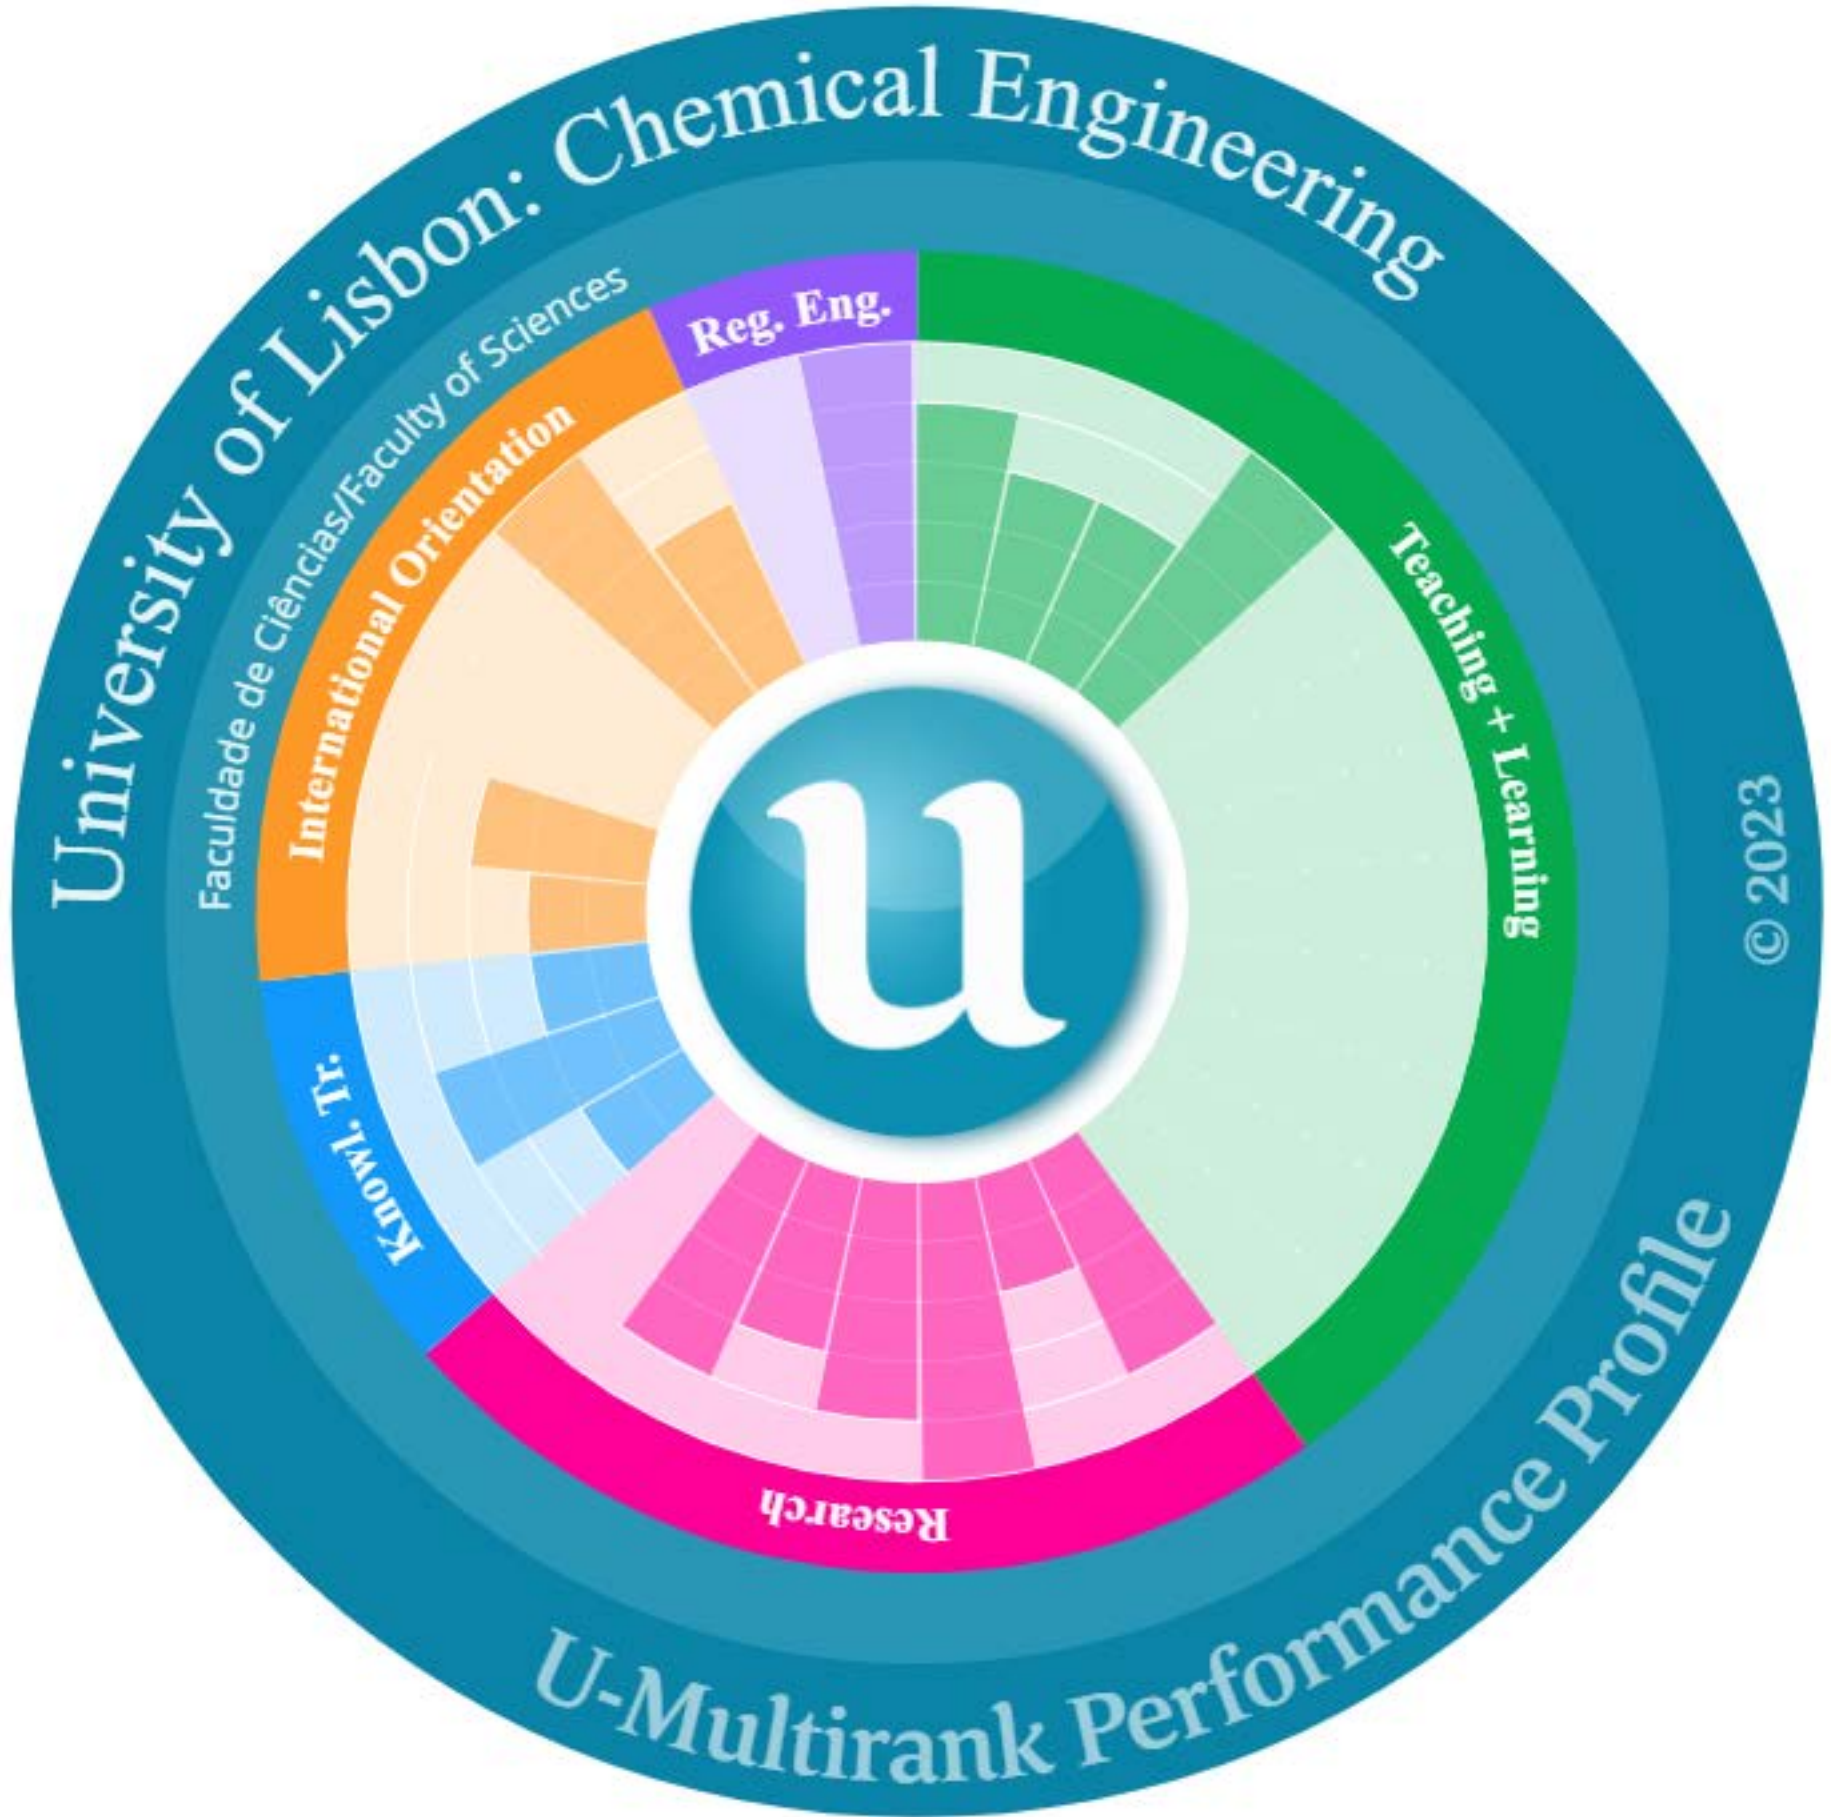 University of Lisbon: Chemical Engineering
Faculdade de Ciências/Faculty of Sciences
Reg. Eng.
Teaching + Learning
International Orientation
Knowl. Tr.
Research
u
© 2023
U-Multirank Performance Profile